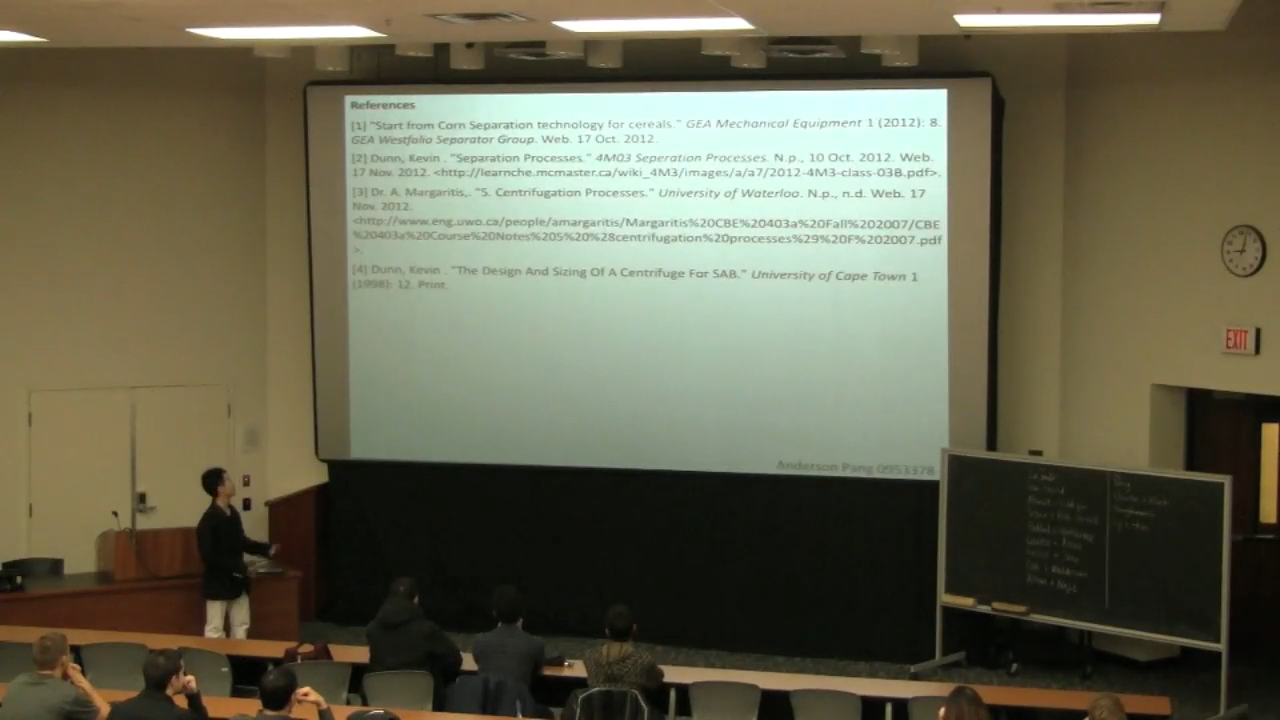 References
[1] "Start from Corn Separation technology for cereals." GEA Mechanical Equipment 1 (2012): 8.
GEA Westfalia Separator Group. Web. 17 Oct. 2012.
[2] Dunn, Kevin . "Separation Processes." 4M03 Seperation Processes. N.p., 10 Oct. 2012. Web.
17 Nov. 2012. <http://learnche.mcmaster.ca/wiki_4M3/images/a/a7/2012-4M3-class-03B.pdf>.
[3] Dr. A. Margaritis,. "5. Centrifugation Processes." University of Waterloo. N.p., n.d. Web. 17
Nov. 2012.
<http://www.eng.uwo.ca/people/amargaritis/Margaritis%20CBE%20403a%20Fall%202007/CBE
%20403a%20Course%20Notes%205%20%28centrifugation%20processes%29%20F%202007.pdf
>.
[4] Dunn, Kevin . "The Design And Sizing Of A Centrifuge For SAB." University of Cape Town 1
(1998): 12. Print.
Anderson Pang 0953378
EXIT